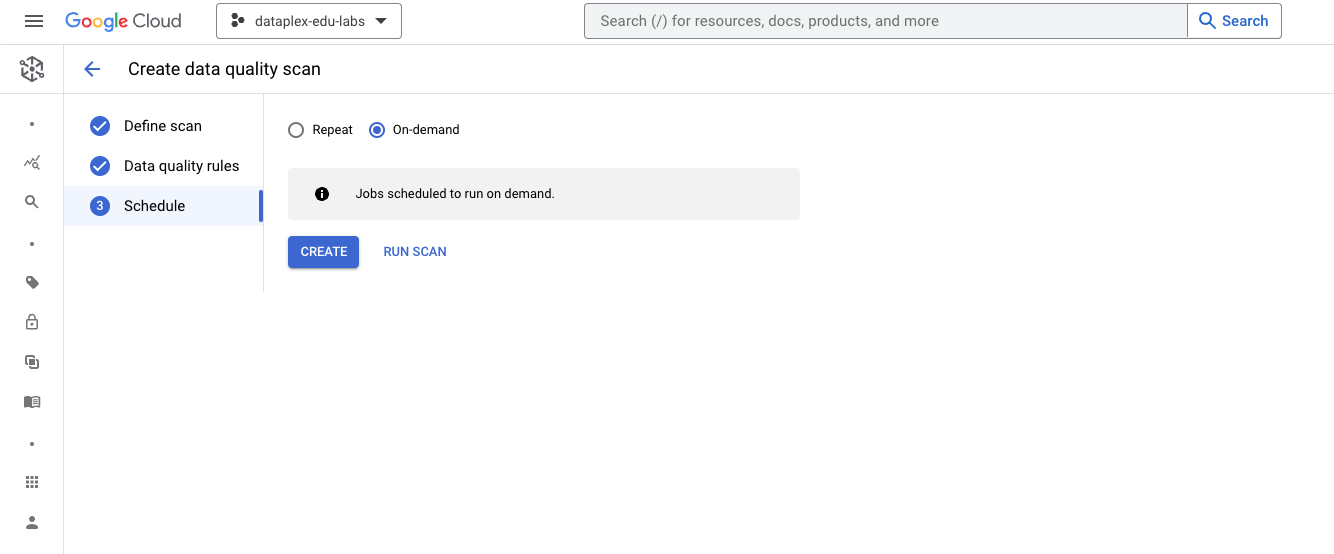 Google Cloud
dataplex-edu-labs
Search (/) for resources, docs, products, and more
Search
Create data quality scan
Define scan
Data quality rules
3 Schedule
Repeat On-demand
Jobs scheduled to run on demand.
CREATE RUN SCAN